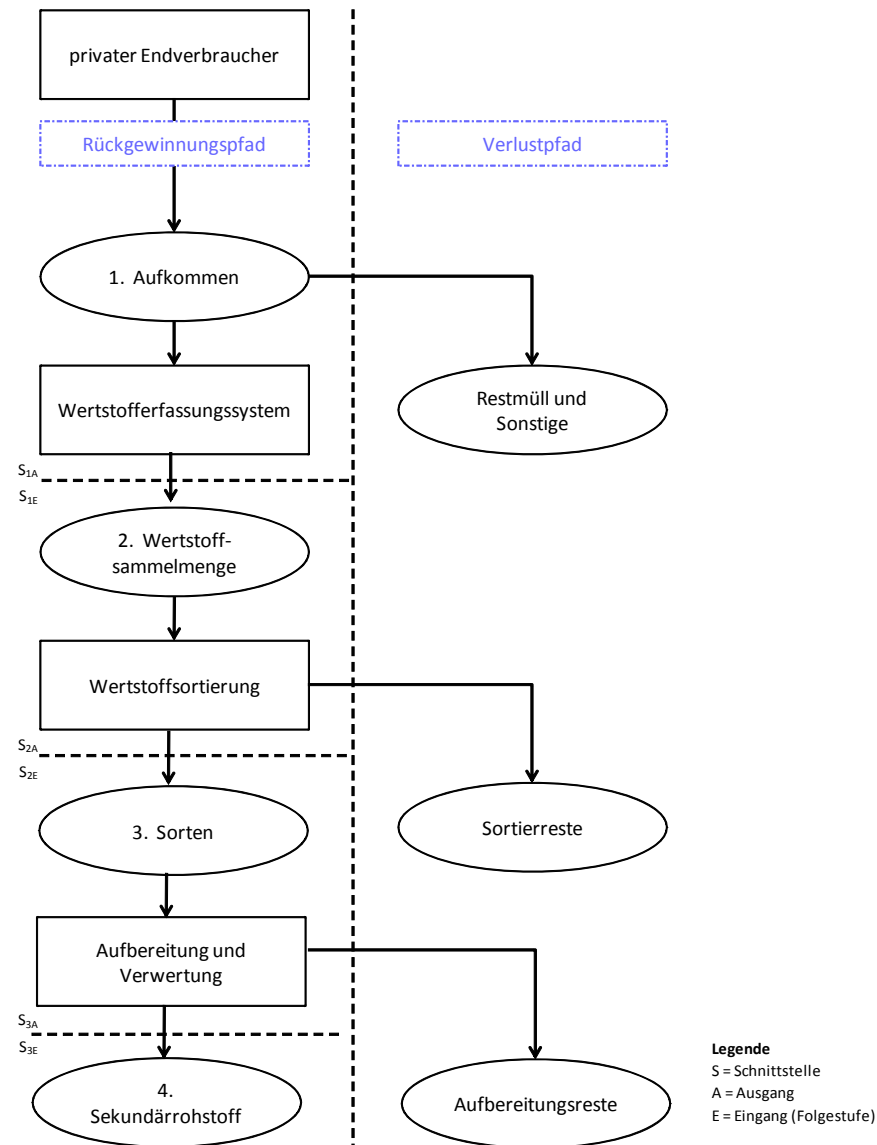 privater Endverbraucher
Rückgewinnungspfad
Verlustpfad
1. Aufkommen
Wertstofferfassungssystem
Restmüll und
Sonstige
S1A
S1E
2. Wertstoff-
sammelmenge
Wertstoffsortierung
S2A
S2E
3. Sorten
Sortierreste
Aufbereitung und
Verwertung
S3A
S3E
4.
Sekundärrohstoff
Aufbereitungsreste
Legende
S = Schnittstelle
A = Ausgang
E = Eingang (Folgestufe)